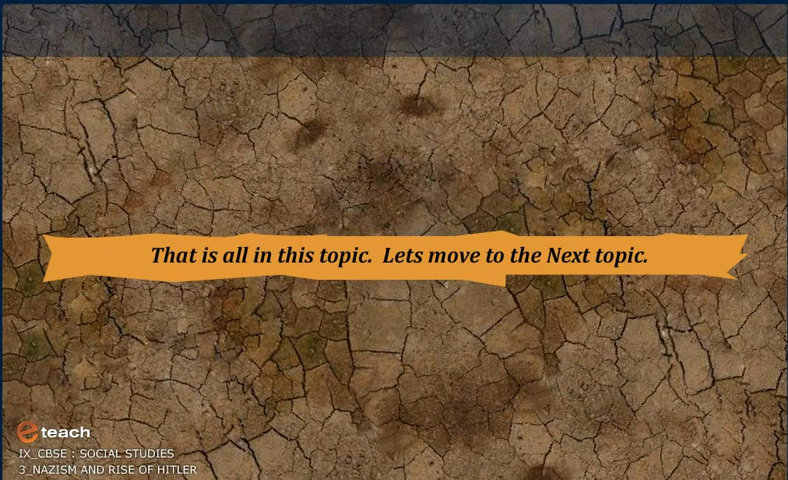 That is all in this topic.  Lets move to the Next topic.
eteach
IX_CBSE : SOCIAL STUDIES
3_NAZISM AND RISE OF HITLER